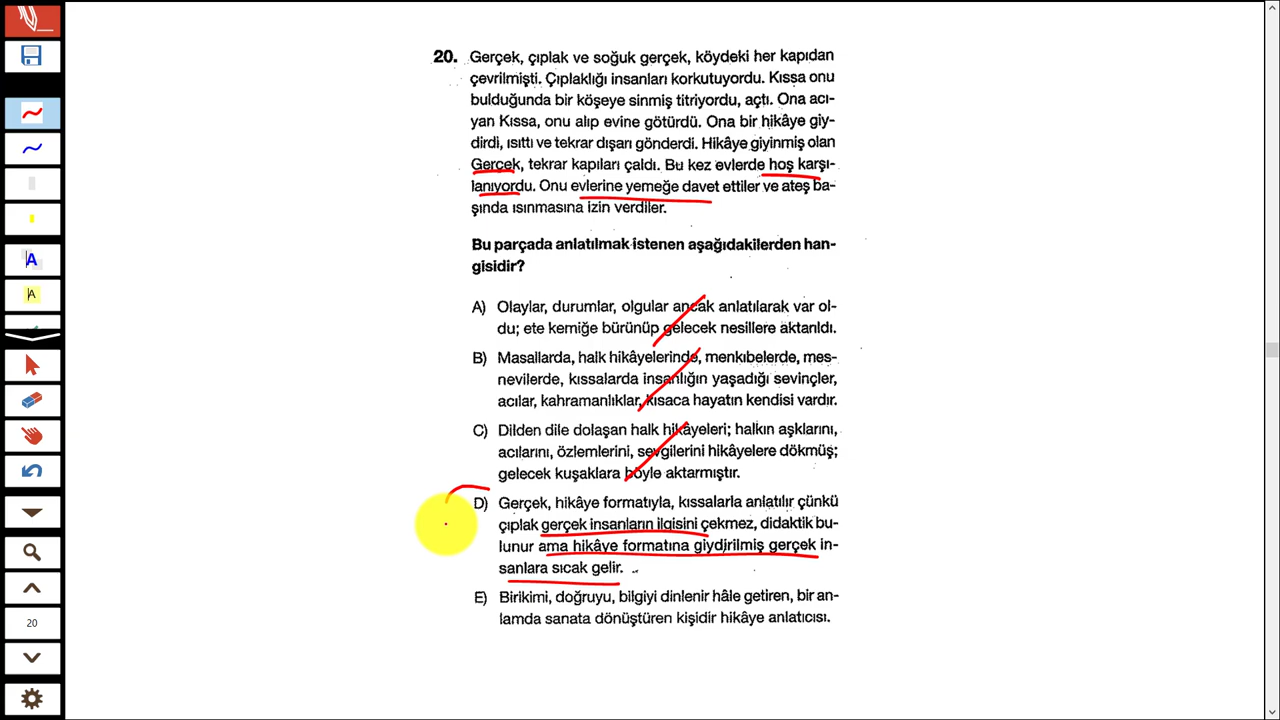 20. Gerçek, çıplak ve soğuk gerçek, köydeki her kapıdan
çevrilmişti. Çıplaklığı insanları korkutuyordu. Kıssa onu
bulduğunda bir köşeye sinmiş titriyordu, açtı. Ona acı-
yan Kıssa, onu alıp evine götürdü. Ona bir hikâye giy-
dirdi, ısıttı ve tekrar dışarı gönderdi. Hikâye giyinmiş olan
Gerçek, tekrar kapıları çaldı. Bu kez evlerde hoş karşı-
lanıyordu. Onu evlerine yemeğe davet ettiler ve ateş ba-
şında ısınmasına izin verdiler.
Bu parçada anlatılmak istenen aşağıdakilerden han-
gisidir?
A) Olaylar, durumlar, olgular ancak anlatılarak var ol-
du; ete kemiğe bürünüp gelecek nesillere aktarıldı.
B) Masallarda, halk hikâyelerinde, menkıbelerde, mes-
nevilerde, kıssalarda insanlığın yaşadığı sevinçler,
acılar, kahramanlıklar, kısaca hayatın kendisi vardır.
C) Dilden dile dolaşan halk hikâyeleri; halkın aşklarını,
acılarını, özlemlerini, sevgilerini hikâyelere dökmüş;
gelecek kuşaklara böyle aktarmıştır.
D) Gerçek, hikâye formatıyla, kıssalarla anlatılır çünkü
çıplak gerçek insanların ilgisini çekmez, didaktik bu-
lunur ama hikâye formatına giydirilmiş gerçek in-
sanlara sıcak gelir.
E) Birikimi, doğruyu, bilgiyi dinlenir hâle getiren, bir an-
lamda sanata dönüştüren kişidir hikâye anlatıcısı.
A
A
20